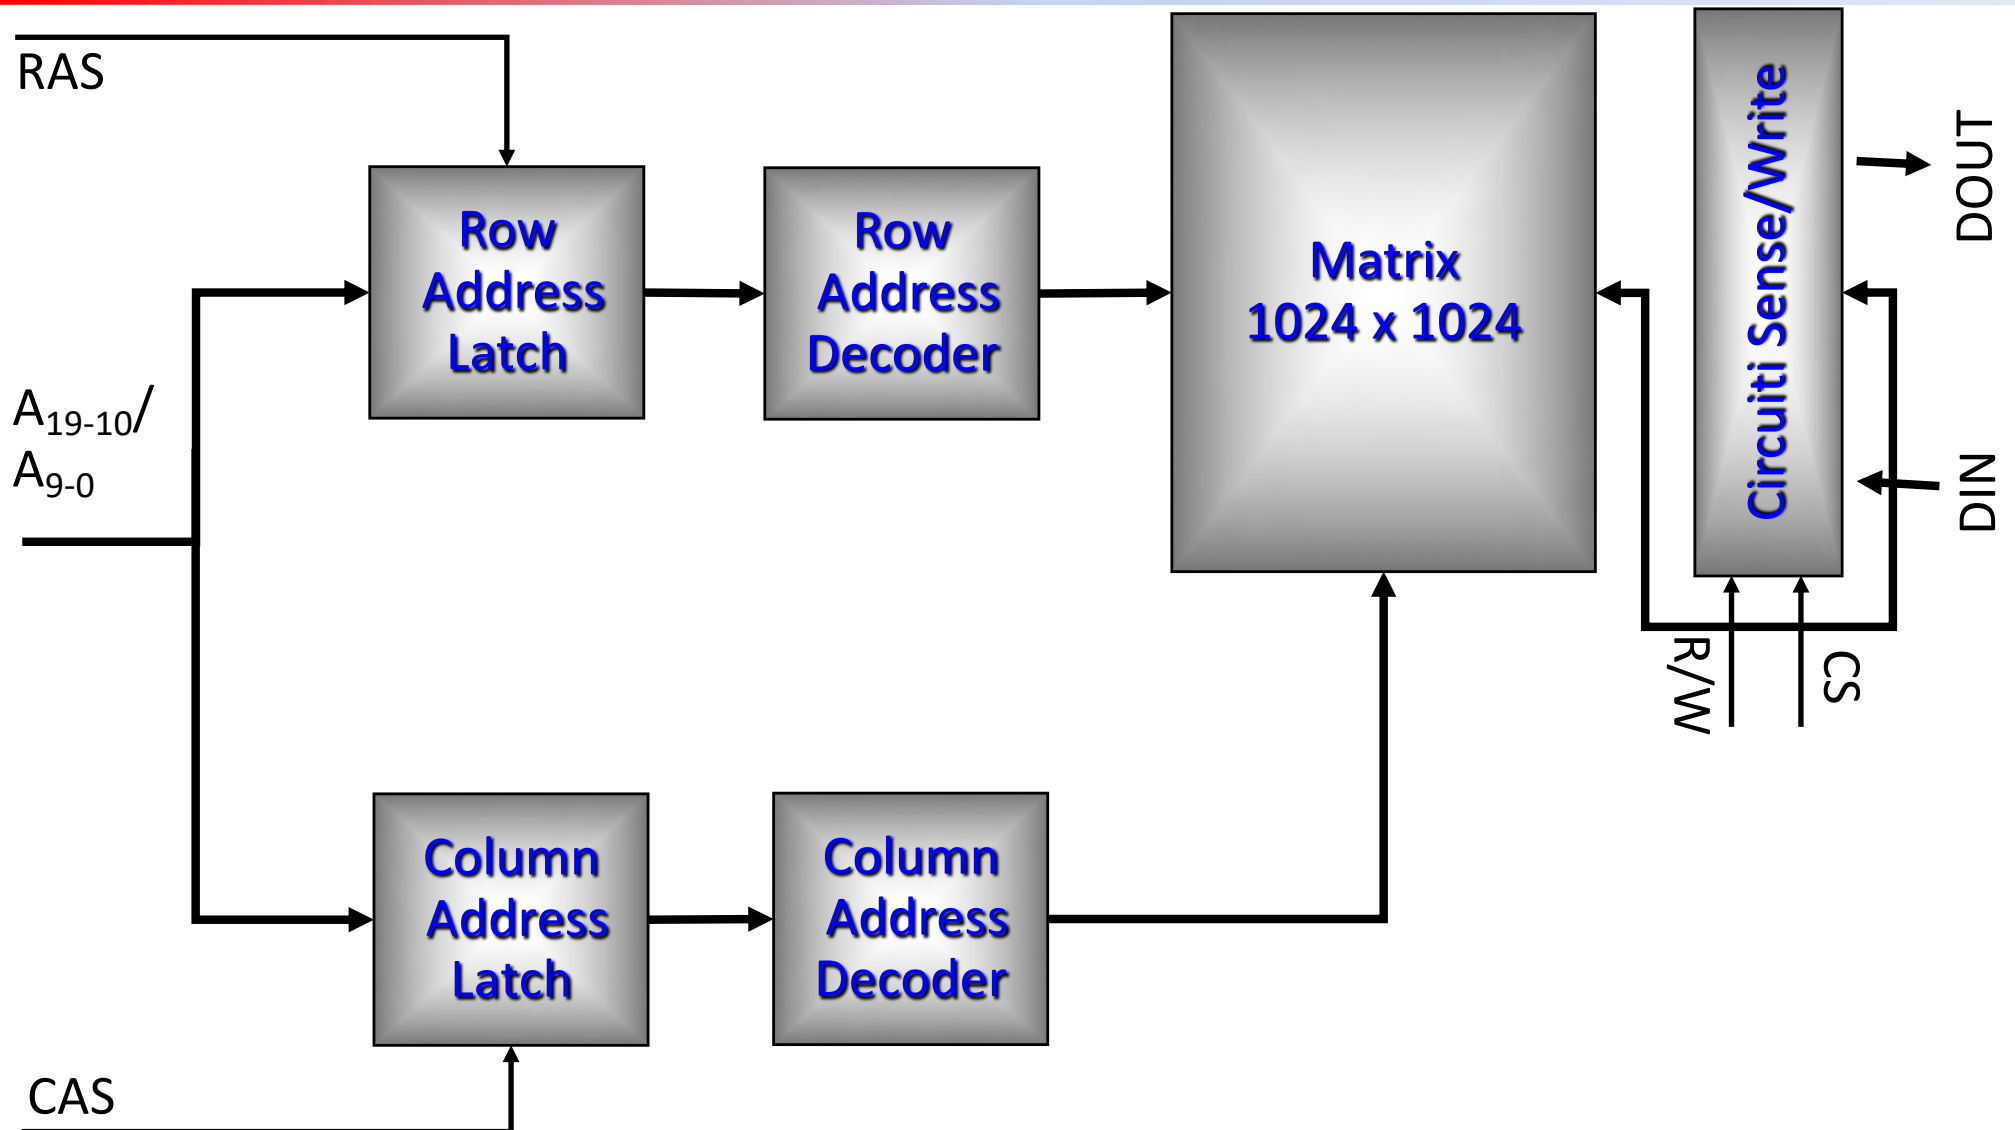 RAS
Row
Address
Latch
Row
Address
Decoder
Matrix
1024 x 1024
Circuiti Sense/Write
DOUT
DIN
A19-10/
A9-0
R/W
CS
Column
Address
Latch
Column
Address
Decoder
CAS